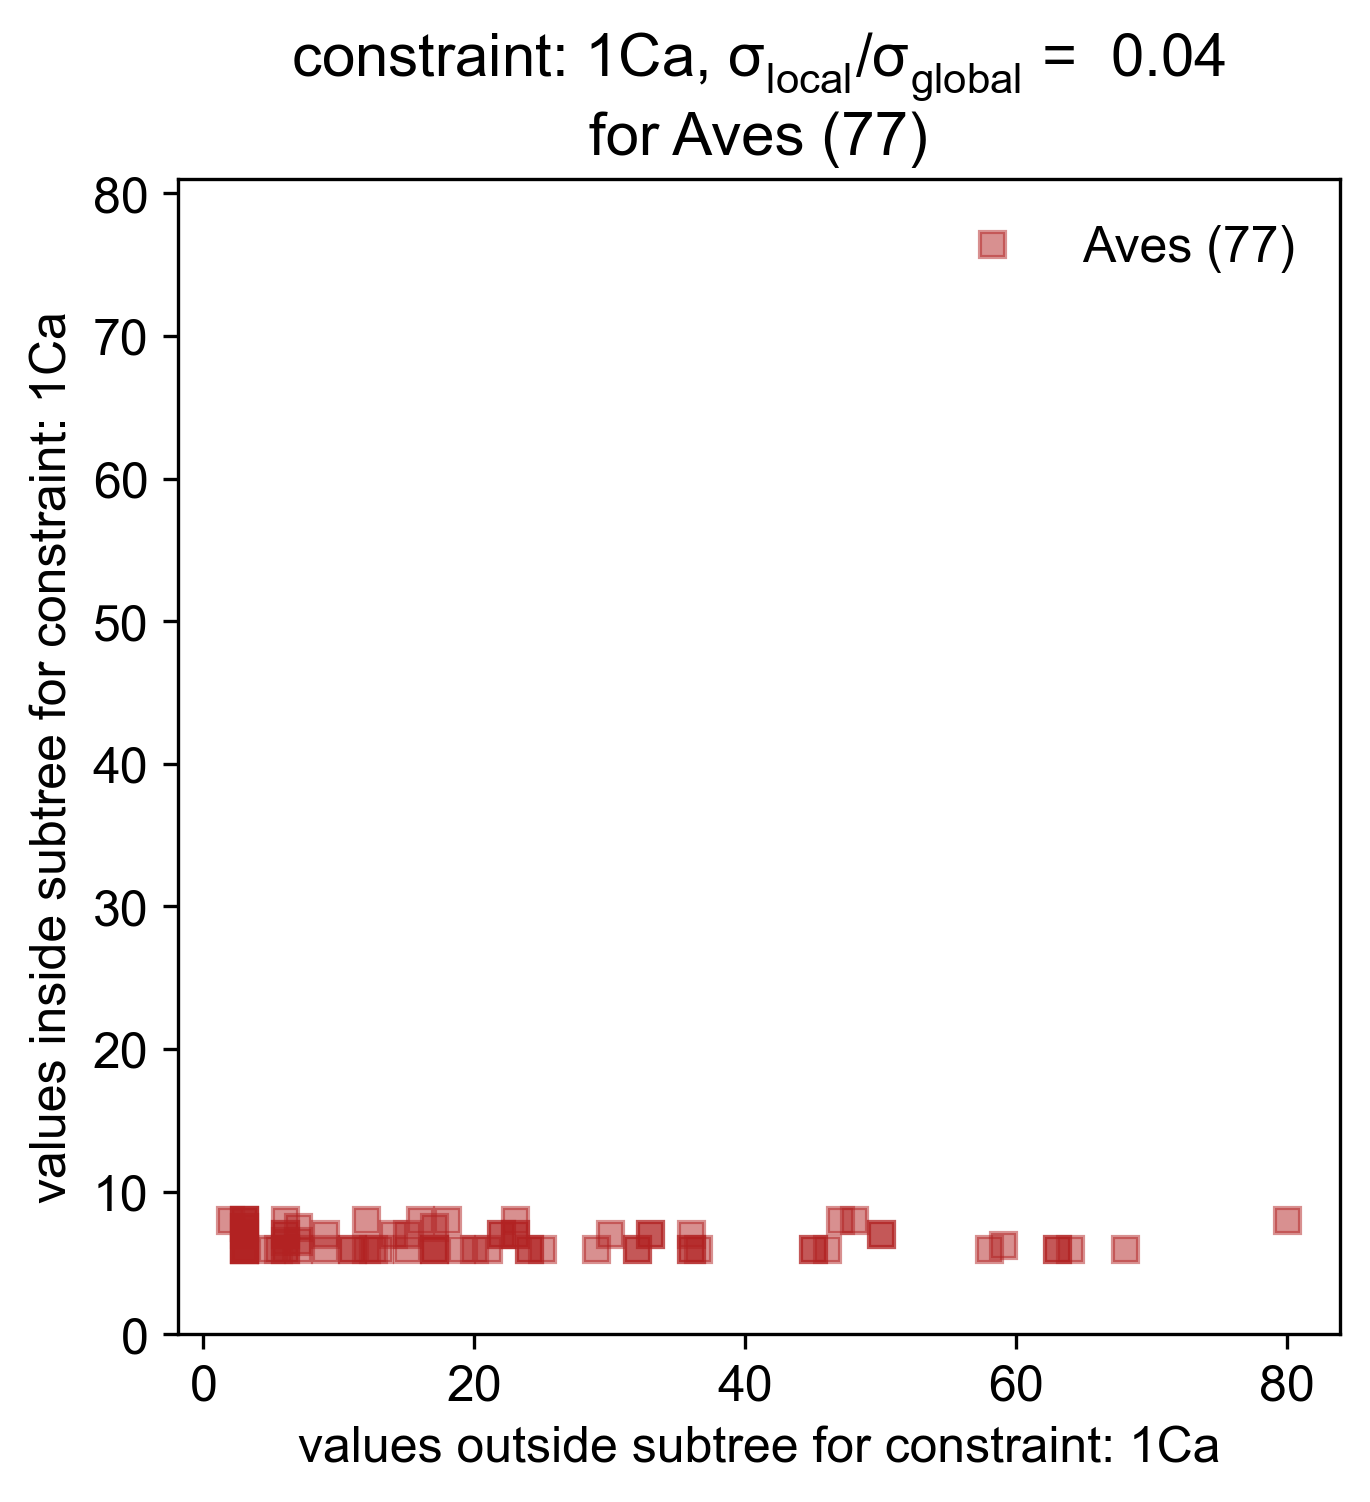 constraint: 1Ca, σlocal/σglobal = 0.04
for Aves (77)
80
70
60
50
40
30
20
10
0
Aves (77)
values inside subtree for constraint: 1Ca
0 20 40 60 80
values outside subtree for constraint: 1Ca